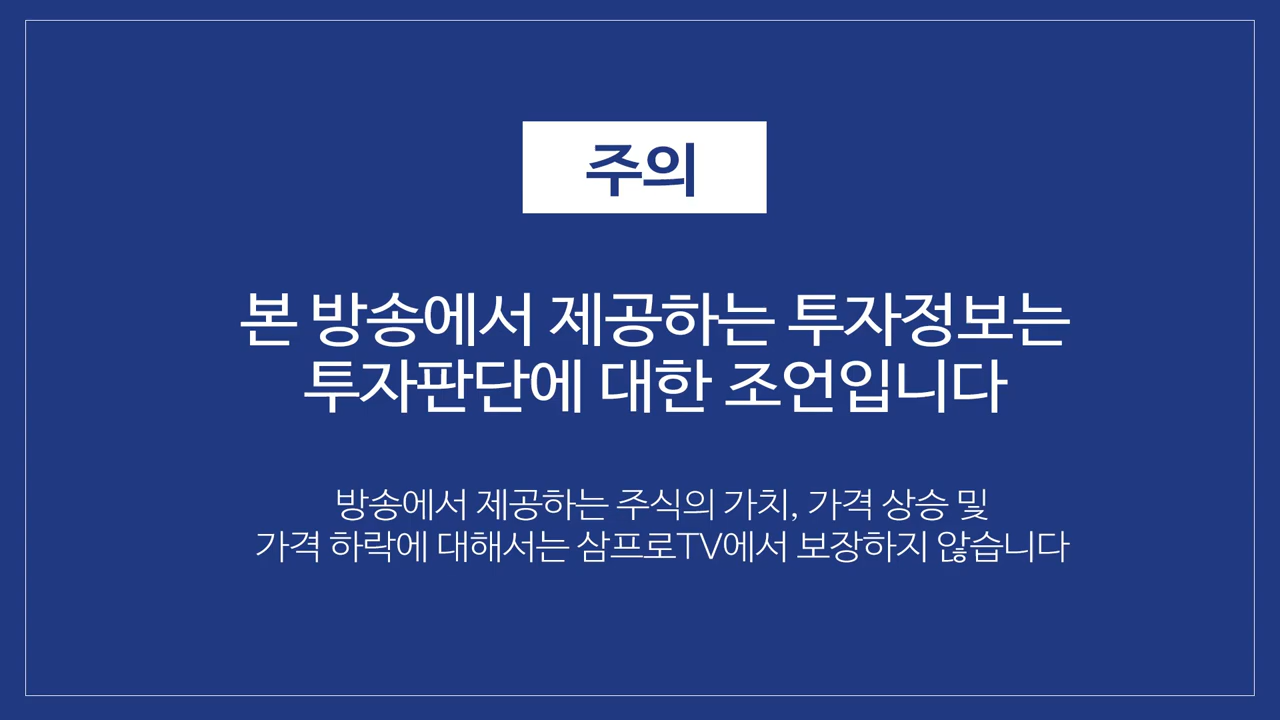 주의
본 방송에서 제공하는 투자정보는
투자판단에 대한 조언입니다
방송에서 제공하는 주식의 가치, 가격 상승 및
가격 하락에 대해서는 삼프로TV에서 보장하지 않습니다